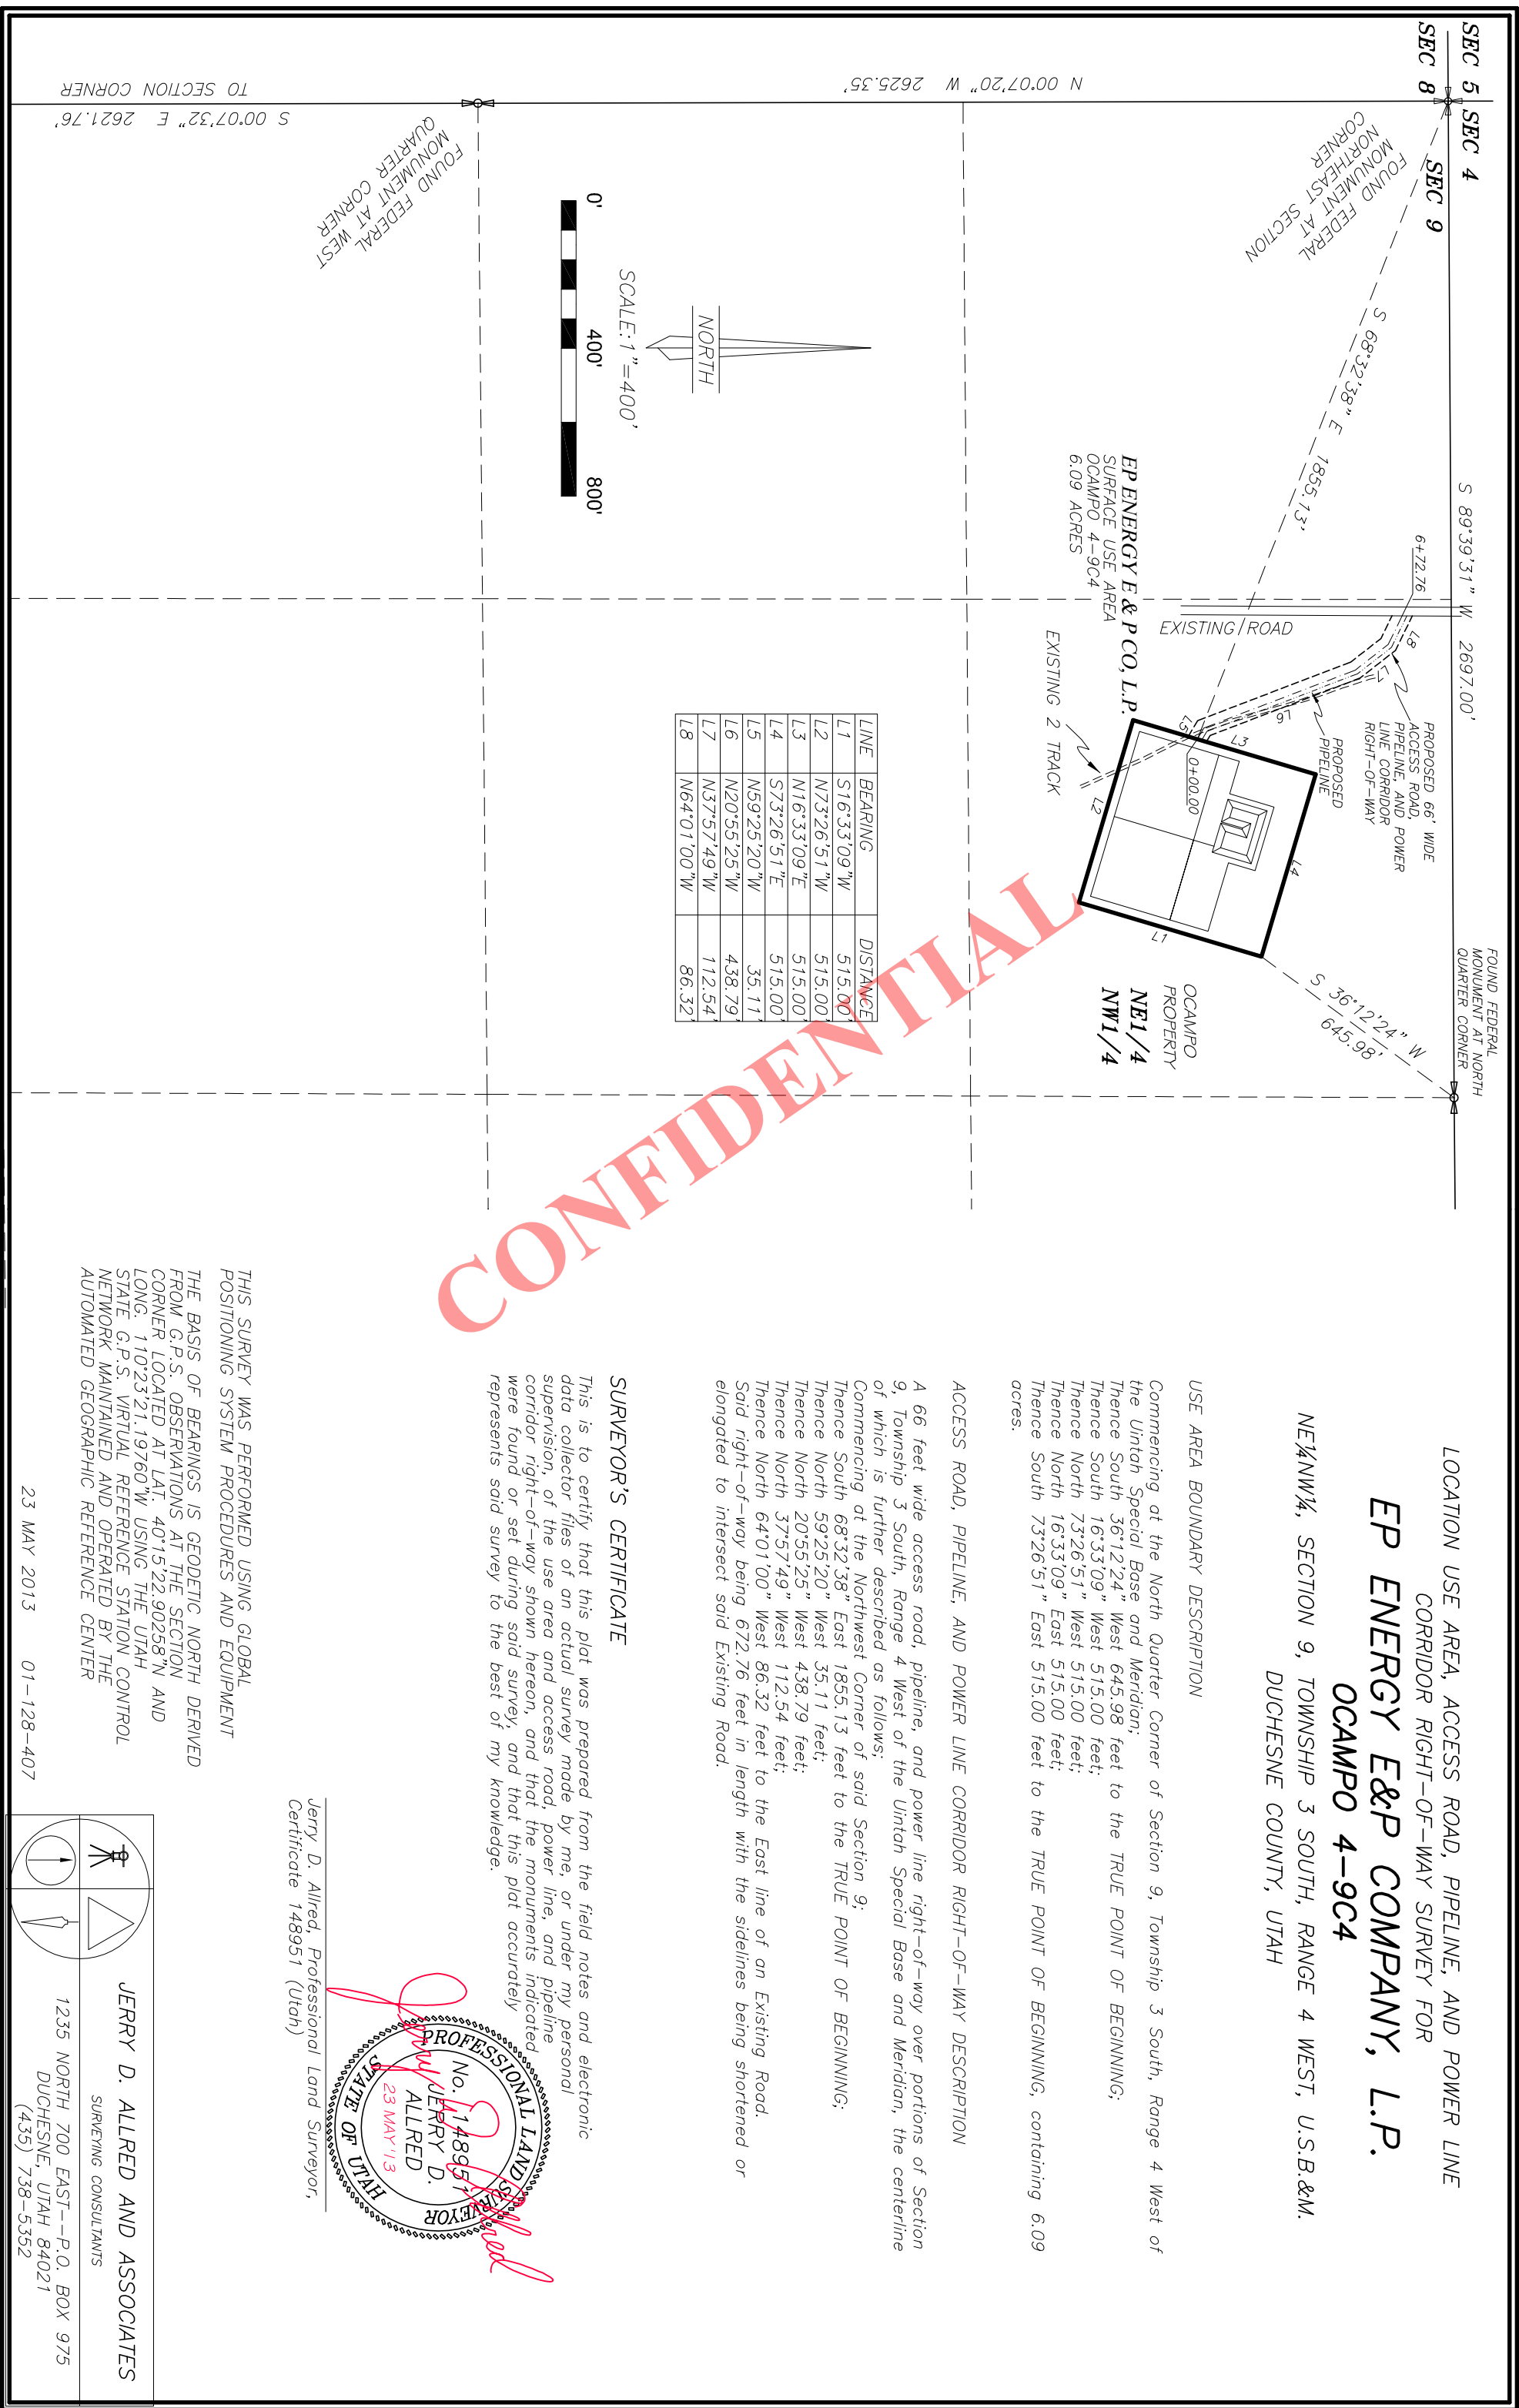 LOCATION USE AREA, ACCESS ROAD, PIPELINE, AND POWER LINE
CORRIDOR RIGHT-OF-WAY SURVEY FOR
EP ENERGY E&P COMPANY, L.P.
OCAMPO 4-9C4
NE¼NW¼, SECTION 9, TOWNSHIP 3 SOUTH, RANGE 4 WEST, U.S.B.&M.
DUCHESNE COUNTY, UTAH
SEC 5
SEC 4
SEC 8
SEC 9
S 89°39'31" W 2697.00'
FOUND FEDERAL
MONUMENT AT NORTH
QUARTER CORNER
FOUND FEDERAL
MONUMENT AT
NORTHEAST SECTION
CORNER
6+72.76
L8
L7
PROPOSED 66' WIDE
ACCESS ROAD,
PIPELINE, AND POWER
LINE CORRIDOR
RIGHT-OF-WAY
S 68°32'38" E 1855.13'
PROPOSED
PIPELINE
L6
L5
L3
L4
L1
L2
0+00.00
S 36°12'24" W
645.98'
EXISTING ROAD
EP ENERGY E & P CO, L.P.
SURFACE USE AREA
OCAMPO 4-9C4
6.09 ACRES
EXISTING 2 TRACK
OCAMPO
PROPERTY
NE1/4
NW1/4
N 00°07'20" W 2625.35'
LINE BEARING DISTANCE
L1 S16°33'09"W 515.00'
L2 N73°26'51"W 515.00'
L3 N16°33'09"E 515.00'
L4 S73°26'51"E 515.00'
L5 N59°25'20"W 35.11'
L6 N20°55'25"W 438.79'
L7 N37°57'49"W 112.54'
L8 N64°01'00"W 86.32'
NORTH
SCALE: 1"=400'
0' 400' 800'
FOUND FEDERAL
MONUMENT AT WEST
QUARTER CORNER
S 00°07'32" E 2621.76'
TO SECTION CORNER
CONFIDENTIAL
USE AREA BOUNDARY DESCRIPTION
Commencing at the North Quarter Corner of Section 9, Township 3 South, Range 4 West of
the Uintah Special Base and Meridian;
Thence South 36°12'24" West 645.98 feet to the TRUE POINT OF BEGINNING;
Thence South 16°33'09" West 515.00 feet;
Thence North 73°26'51" West 515.00 feet;
Thence North 16°33'09" East 515.00 feet;
Thence South 73°26'51" East 515.00 feet to the TRUE POINT OF BEGINNING, containing 6.09
acres.
ACCESS ROAD, PIPELINE, AND POWER LINE CORRIDOR RIGHT-OF-WAY DESCRIPTION
A 66 feet wide access road, pipeline, and power line right-of-way over portions of Section
9, Township 3 South, Range 4 West of the Uintah Special Base and Meridian, the centerline
of which is further described as follows;
Commencing at the Northwest Corner of said Section 9;
Thence South 68°32'38" East 1855.13 feet to the TRUE POINT OF BEGINNING;
Thence North 59°25'20" West 35.11 feet;
Thence North 20°55'25" West 438.79 feet;
Thence North 37°57'49" West 112.54 feet;
Thence North 64°01'00" West 86.32 feet to the East line of an Existing Road.
Said right-of-way being 672.76 feet in length with the sidelines being shortened or
elongated to intersect said Existing Road.
SURVEYOR'S CERTIFICATE
This is to certify that this plat was prepared from the field notes and electronic
data collector files of an actual survey made by me, or under my personal
supervision, of the use area and access road, power line, and pipeline
corridor right-of-way shown hereon, and that the monuments indicated
were found or set during said survey, and that this plat accurately
represents said survey to the best of my knowledge.
Jerry D. Allred, Professional Land Surveyor,
Certificate 148951 (Utah)
PROFESSIONAL LAND SURVEYOR
No. 148951
JERRY D.
ALLRED
23 MAY '13
STATE OF UTAH
Jerry D. Allred
THIS SURVEY WAS PERFORMED USING GLOBAL
POSITIONING SYSTEM PROCEDURES AND EQUIPMENT
THE BASIS OF BEARINGS IS GEODETIC NORTH DERIVED
FROM G.P.S. OBSERVATIONS AT THE SECTION
CORNER LOCATED AT LAT. 40°15'22.90258"N AND
LONG. 110°23'21.19760"W USING THE UTAH
STATE G.P.S. VIRTUAL REFERENCE STATION CONTROL
NETWORK MAINTAINED AND OPERATED BY THE
AUTOMATED GEOGRAPHIC REFERENCE CENTER
23 MAY 2013 01-128-407
JERRY D. ALLRED AND ASSOCIATES
SURVEYING CONSULTANTS
1235 NORTH 700 EAST--P.O. BOX 975
DUCHESNE, UTAH 84021
(435) 738-5352